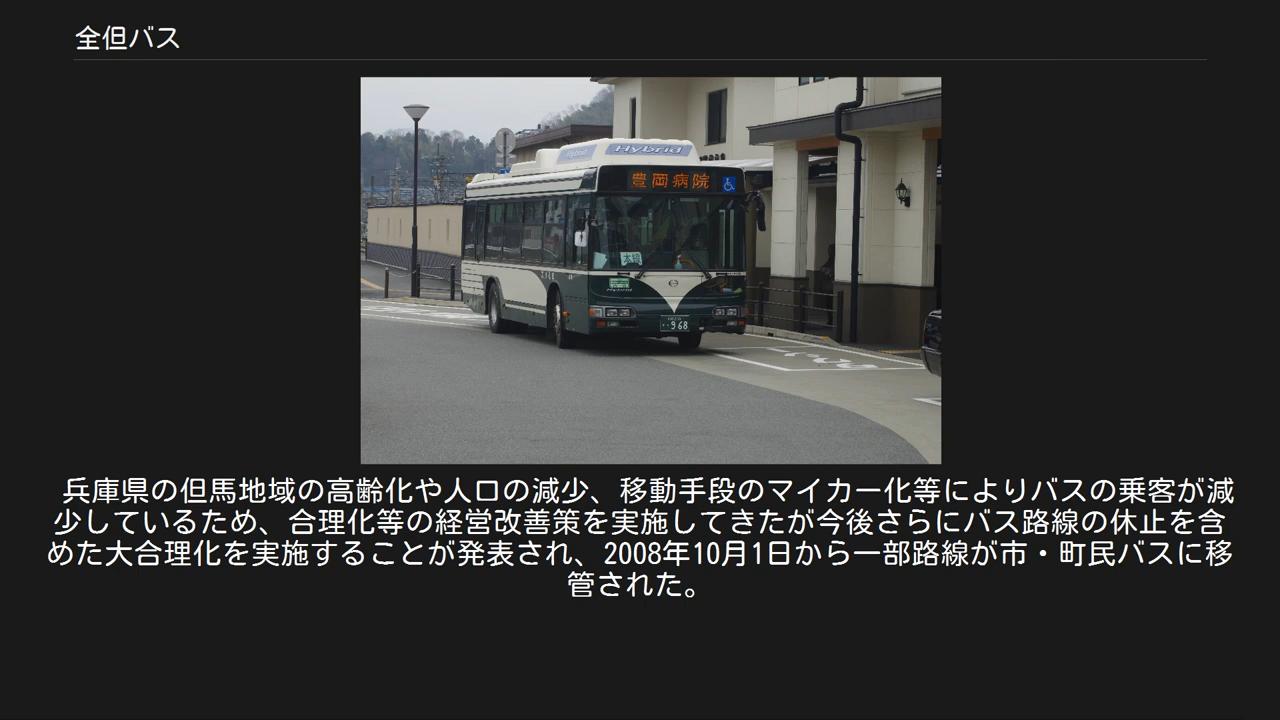 全但バス
Hybrid
豊岡病院
本線
968
兵庫県の但馬地域の高齢化や人口の減少、移動手段のマイカー化等によりバスの乗客が減
少しているため、合理化等の経営改善策を実施してきたが今後さらにバス路線の休止を含
めた大合理化を実施することが発表され、2008年10月1日から一部路線が市・町民バスに移
管された。